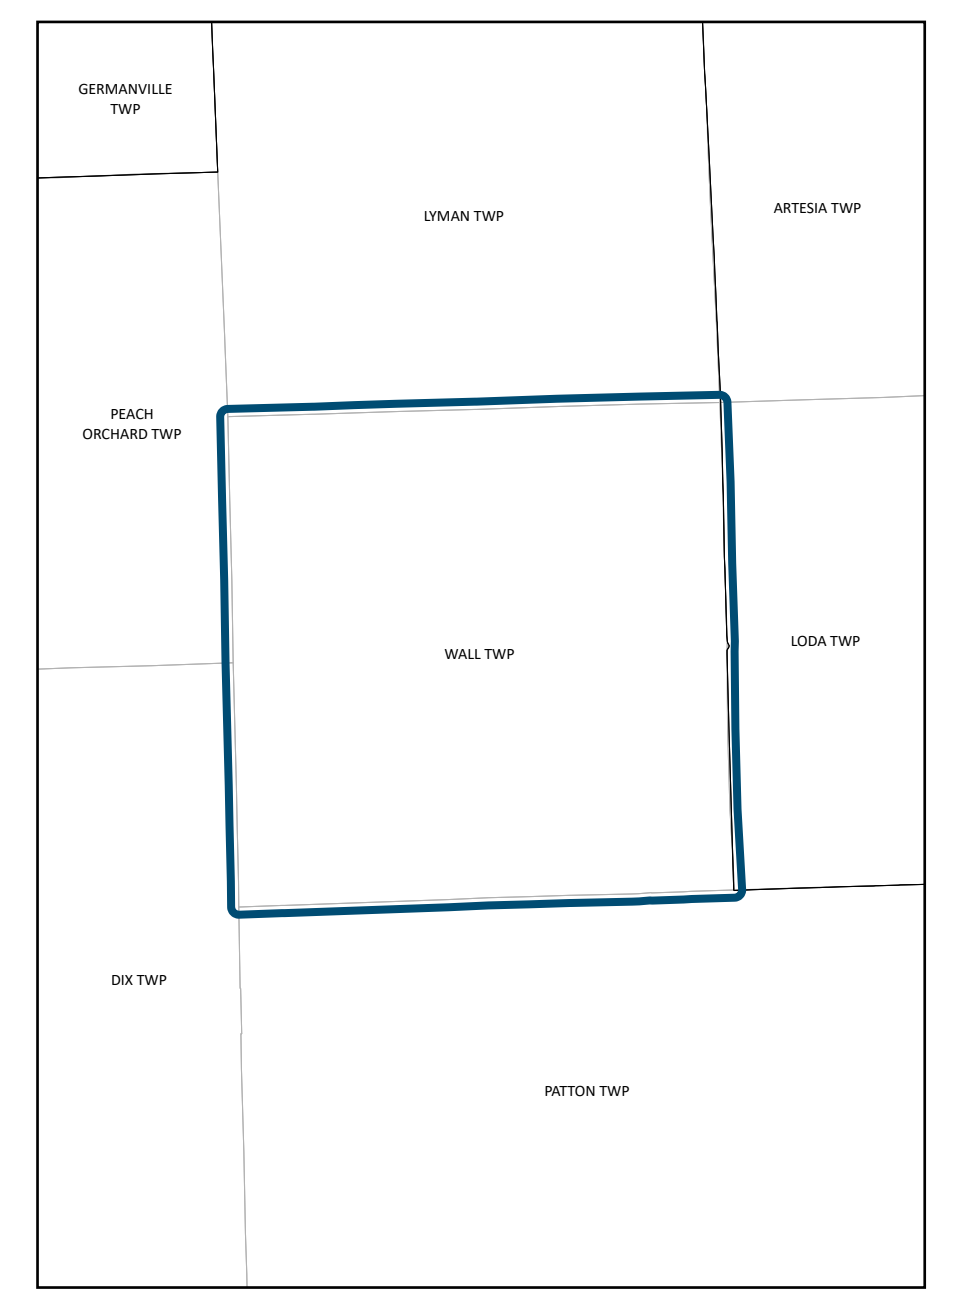 GERMANVILLE
TWP
LYMAN TWP
ARTESIA TWP
PEACH
ORCHARD TWP
WALL TWP
LODA TWP
DIX TWP
PATTON TWP